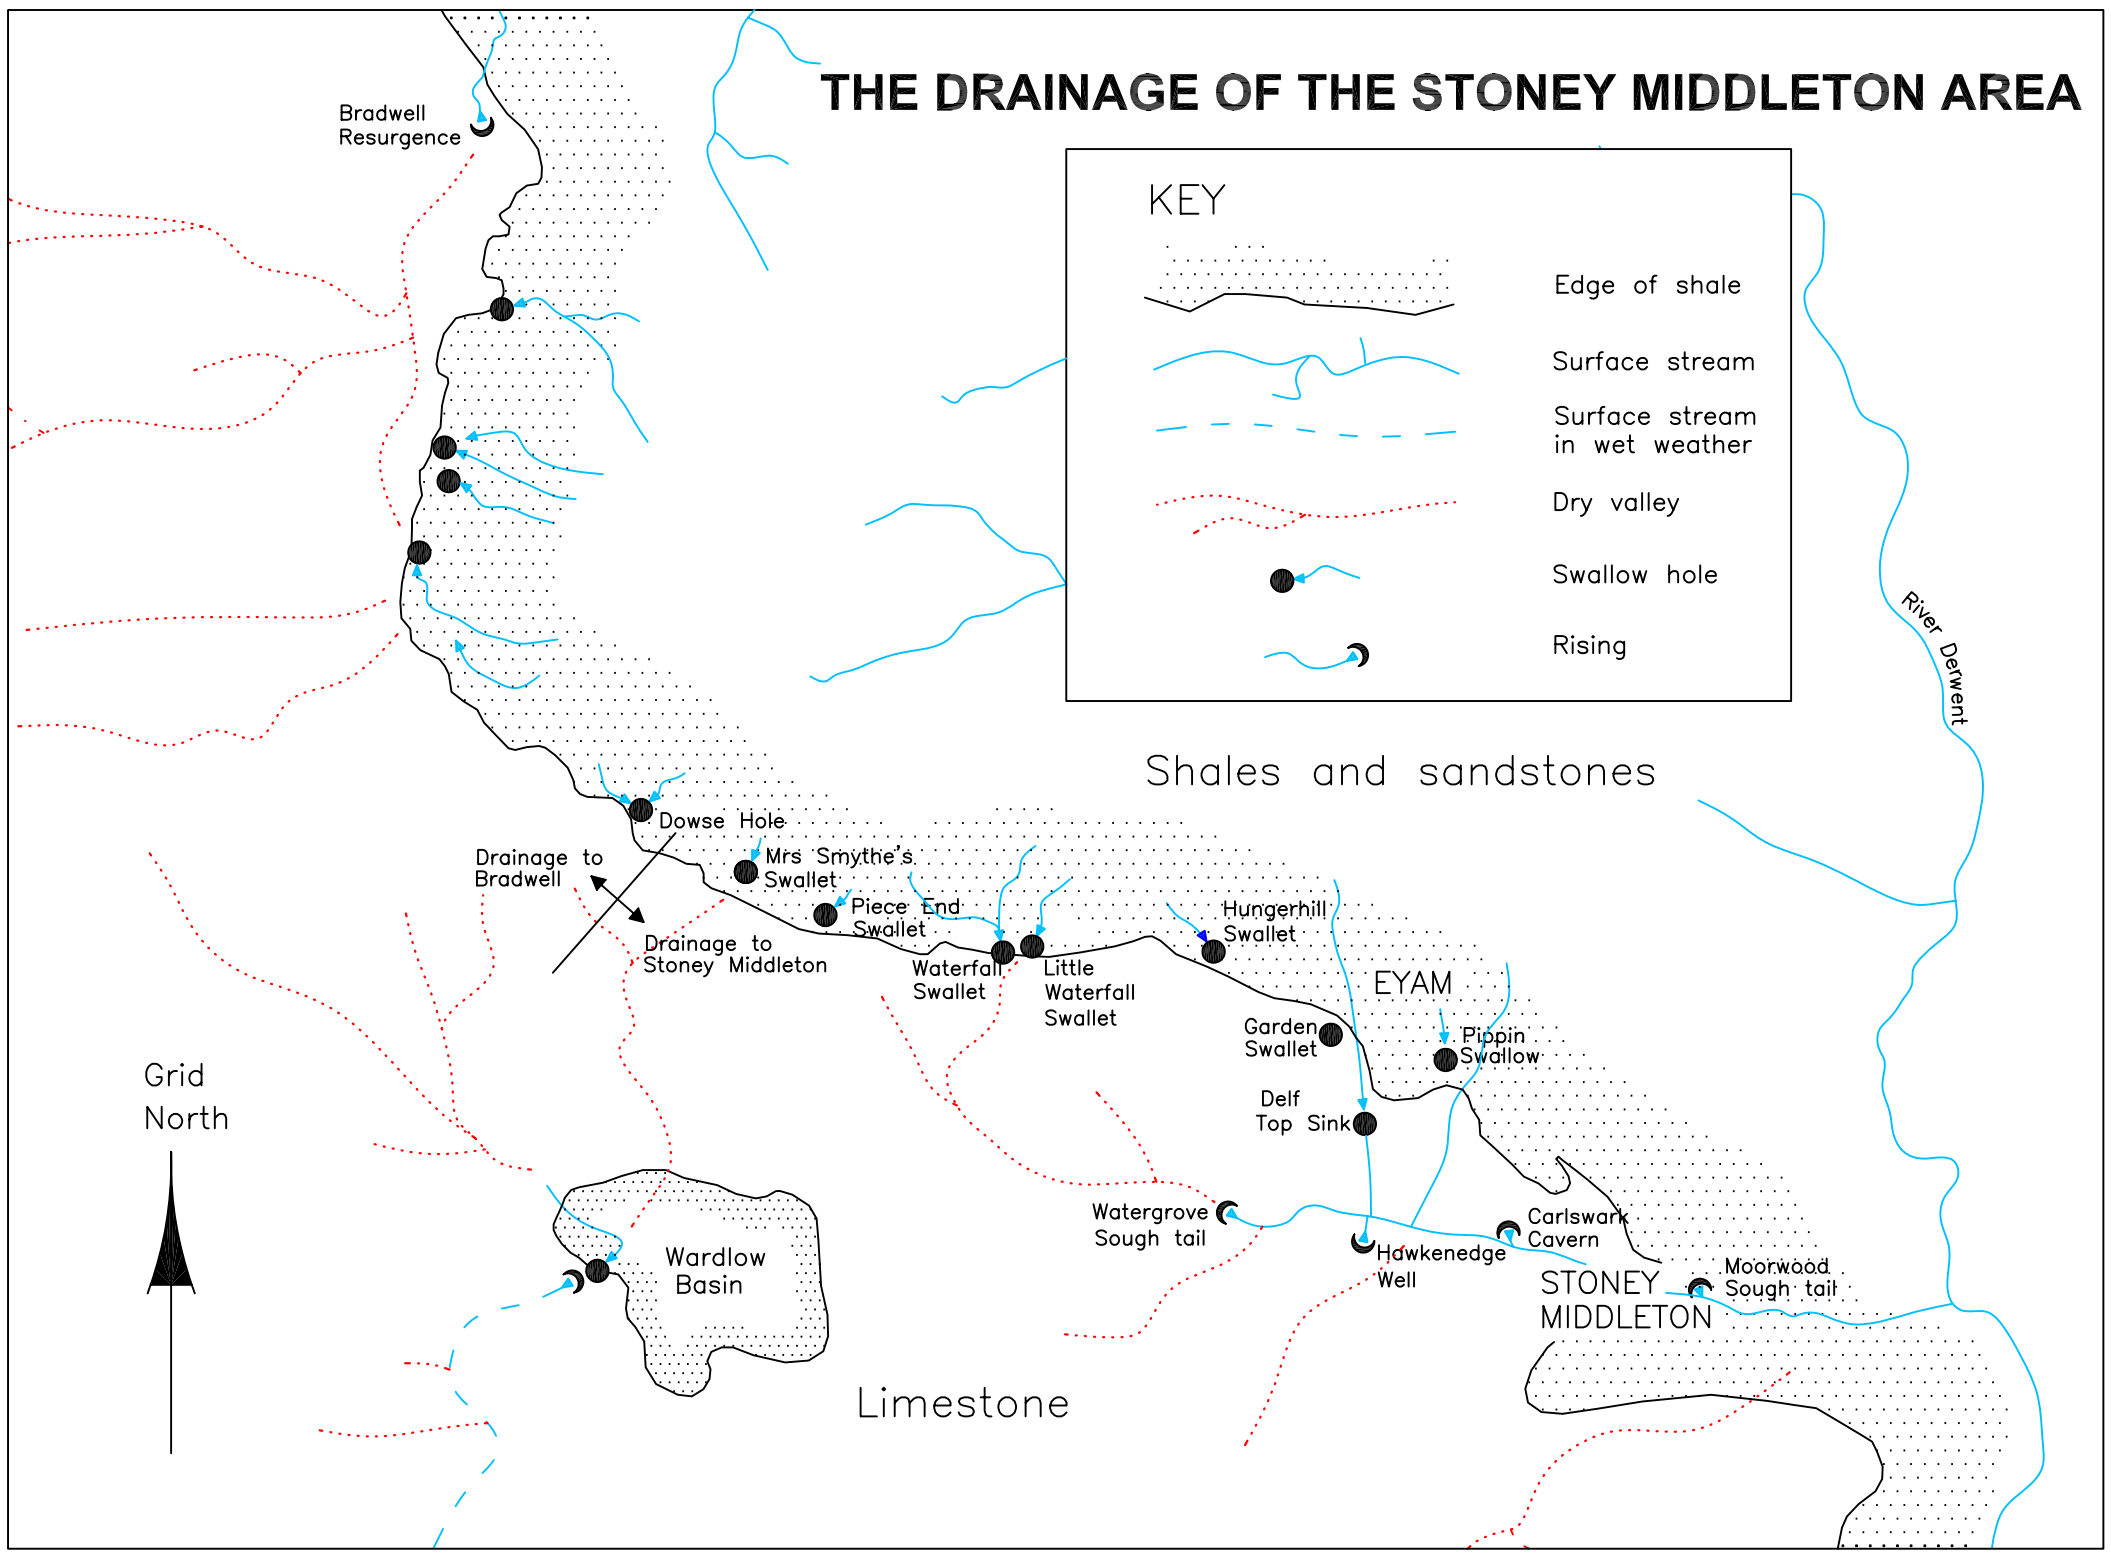 THE DRAINAGE OF THE STONEY MIDDLETON AREA
Bradwell
Resurgence
KEY
Edge of shale
Surface stream
Surface stream
in wet weather
Dry valley
Swallow hole
Rising
River Derwent
Shales and sandstones
Dowse Hole
Drainage to
Bradwell
Mrs Smythe's
Swallet
Piece End
Swallet
Drainage to
Stoney Middleton
Waterfall
Swallet
Little
Waterfall
Swallet
Hungerhill
Swallet
EYAM
Garden
Swallet
Pippin
Swallow
Delf
Top Sink
Grid
North
Watergrove
Sough tail
Carlswark
Cavern
Hawkenedge
Well
Wardlow
Basin
Moorwood
Sough tail
STONEY
MIDDLETON
Limestone